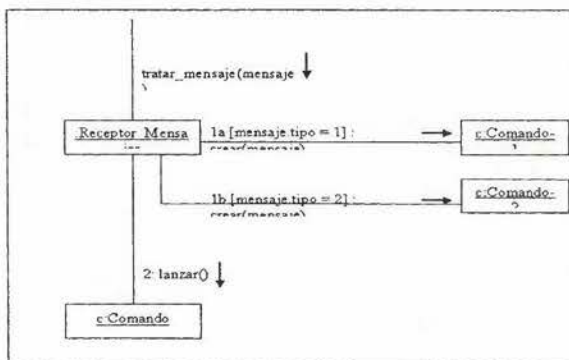 tratar_mensaje(mensaje
)
Receptor_Mensa
1a [mensaje.tipo = 1] :
crear(mensaje)
c:Comando-
1
1b [mensaje.tipo = 2] :
crear(mensaje)
c:Comando-
2
2: lanzar()
c:Comando